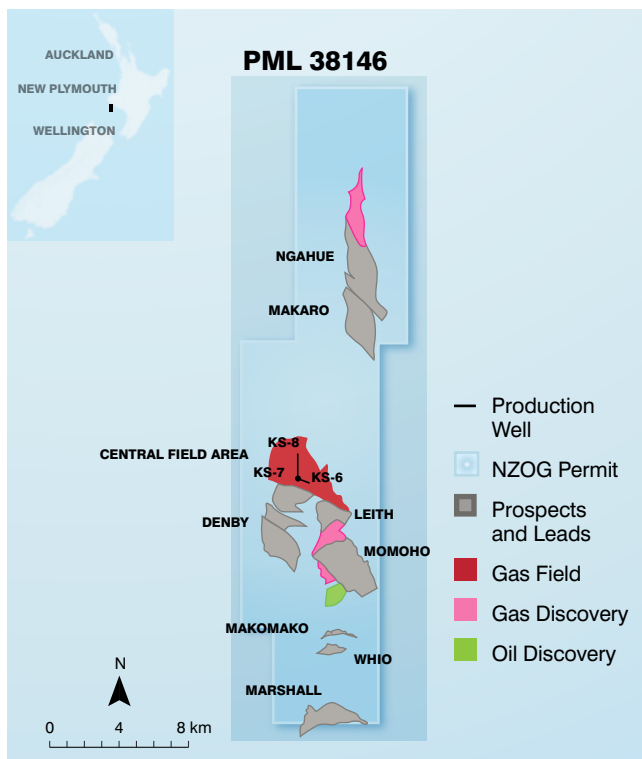 PML 38146
AUCKLAND
NEW PLYMOUTH
WELLINGTON
NGAHUE
MAKARO
KS-8
CENTRAL FIELD AREA
KS-7
KS-6
LEITH
DENBY
MOMOHO
MAKOMAKO
WHIO
MARSHALL
Production
Well
NZOG Permit
Prospects
and Leads
Gas Field
Gas Discovery
Oil Discovery
N
0 4 8 km